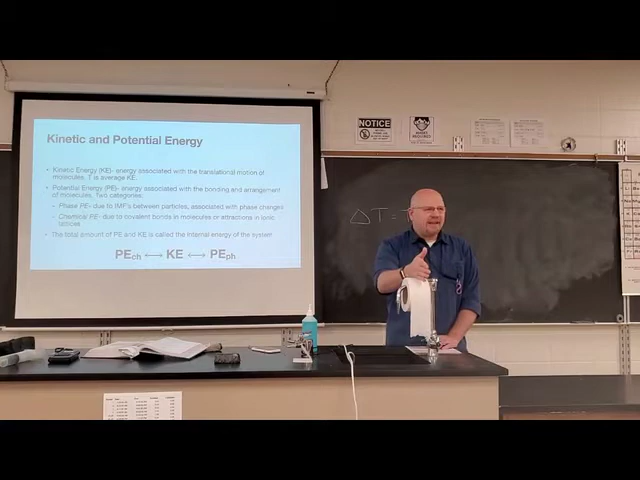 Kinetic and Potential Energy
Kinetic Energy (KE)- energy associated with the translational motion of
molecules. T is average KE.
Potential Energy (PE)- energy associated with the bonding and arrangement
of molecules. Two categories:
Phase PE- due to IMF's between particles, associated with phase changes
Chemical PE- due to covalent bonds in molecules or attractions in ionic
lattices
The total amount of PE and KE is called the internal energy of the system
PEch ⟷ KE ⟷ PEph
NOTICE
ΔT =